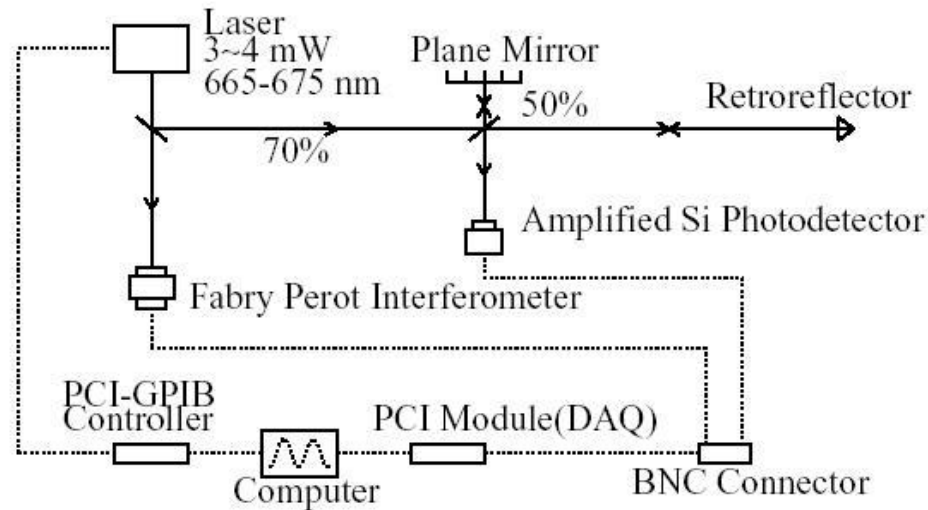 Laser
3~4 mW
665-675 nm
Plane Mirror
50%
Retroreflector
70%
Amplified Si Photodetector
Fabry Perot Interferometer
PCI-GPIB
Controller
PCI Module(DAQ)
Computer
BNC Connector